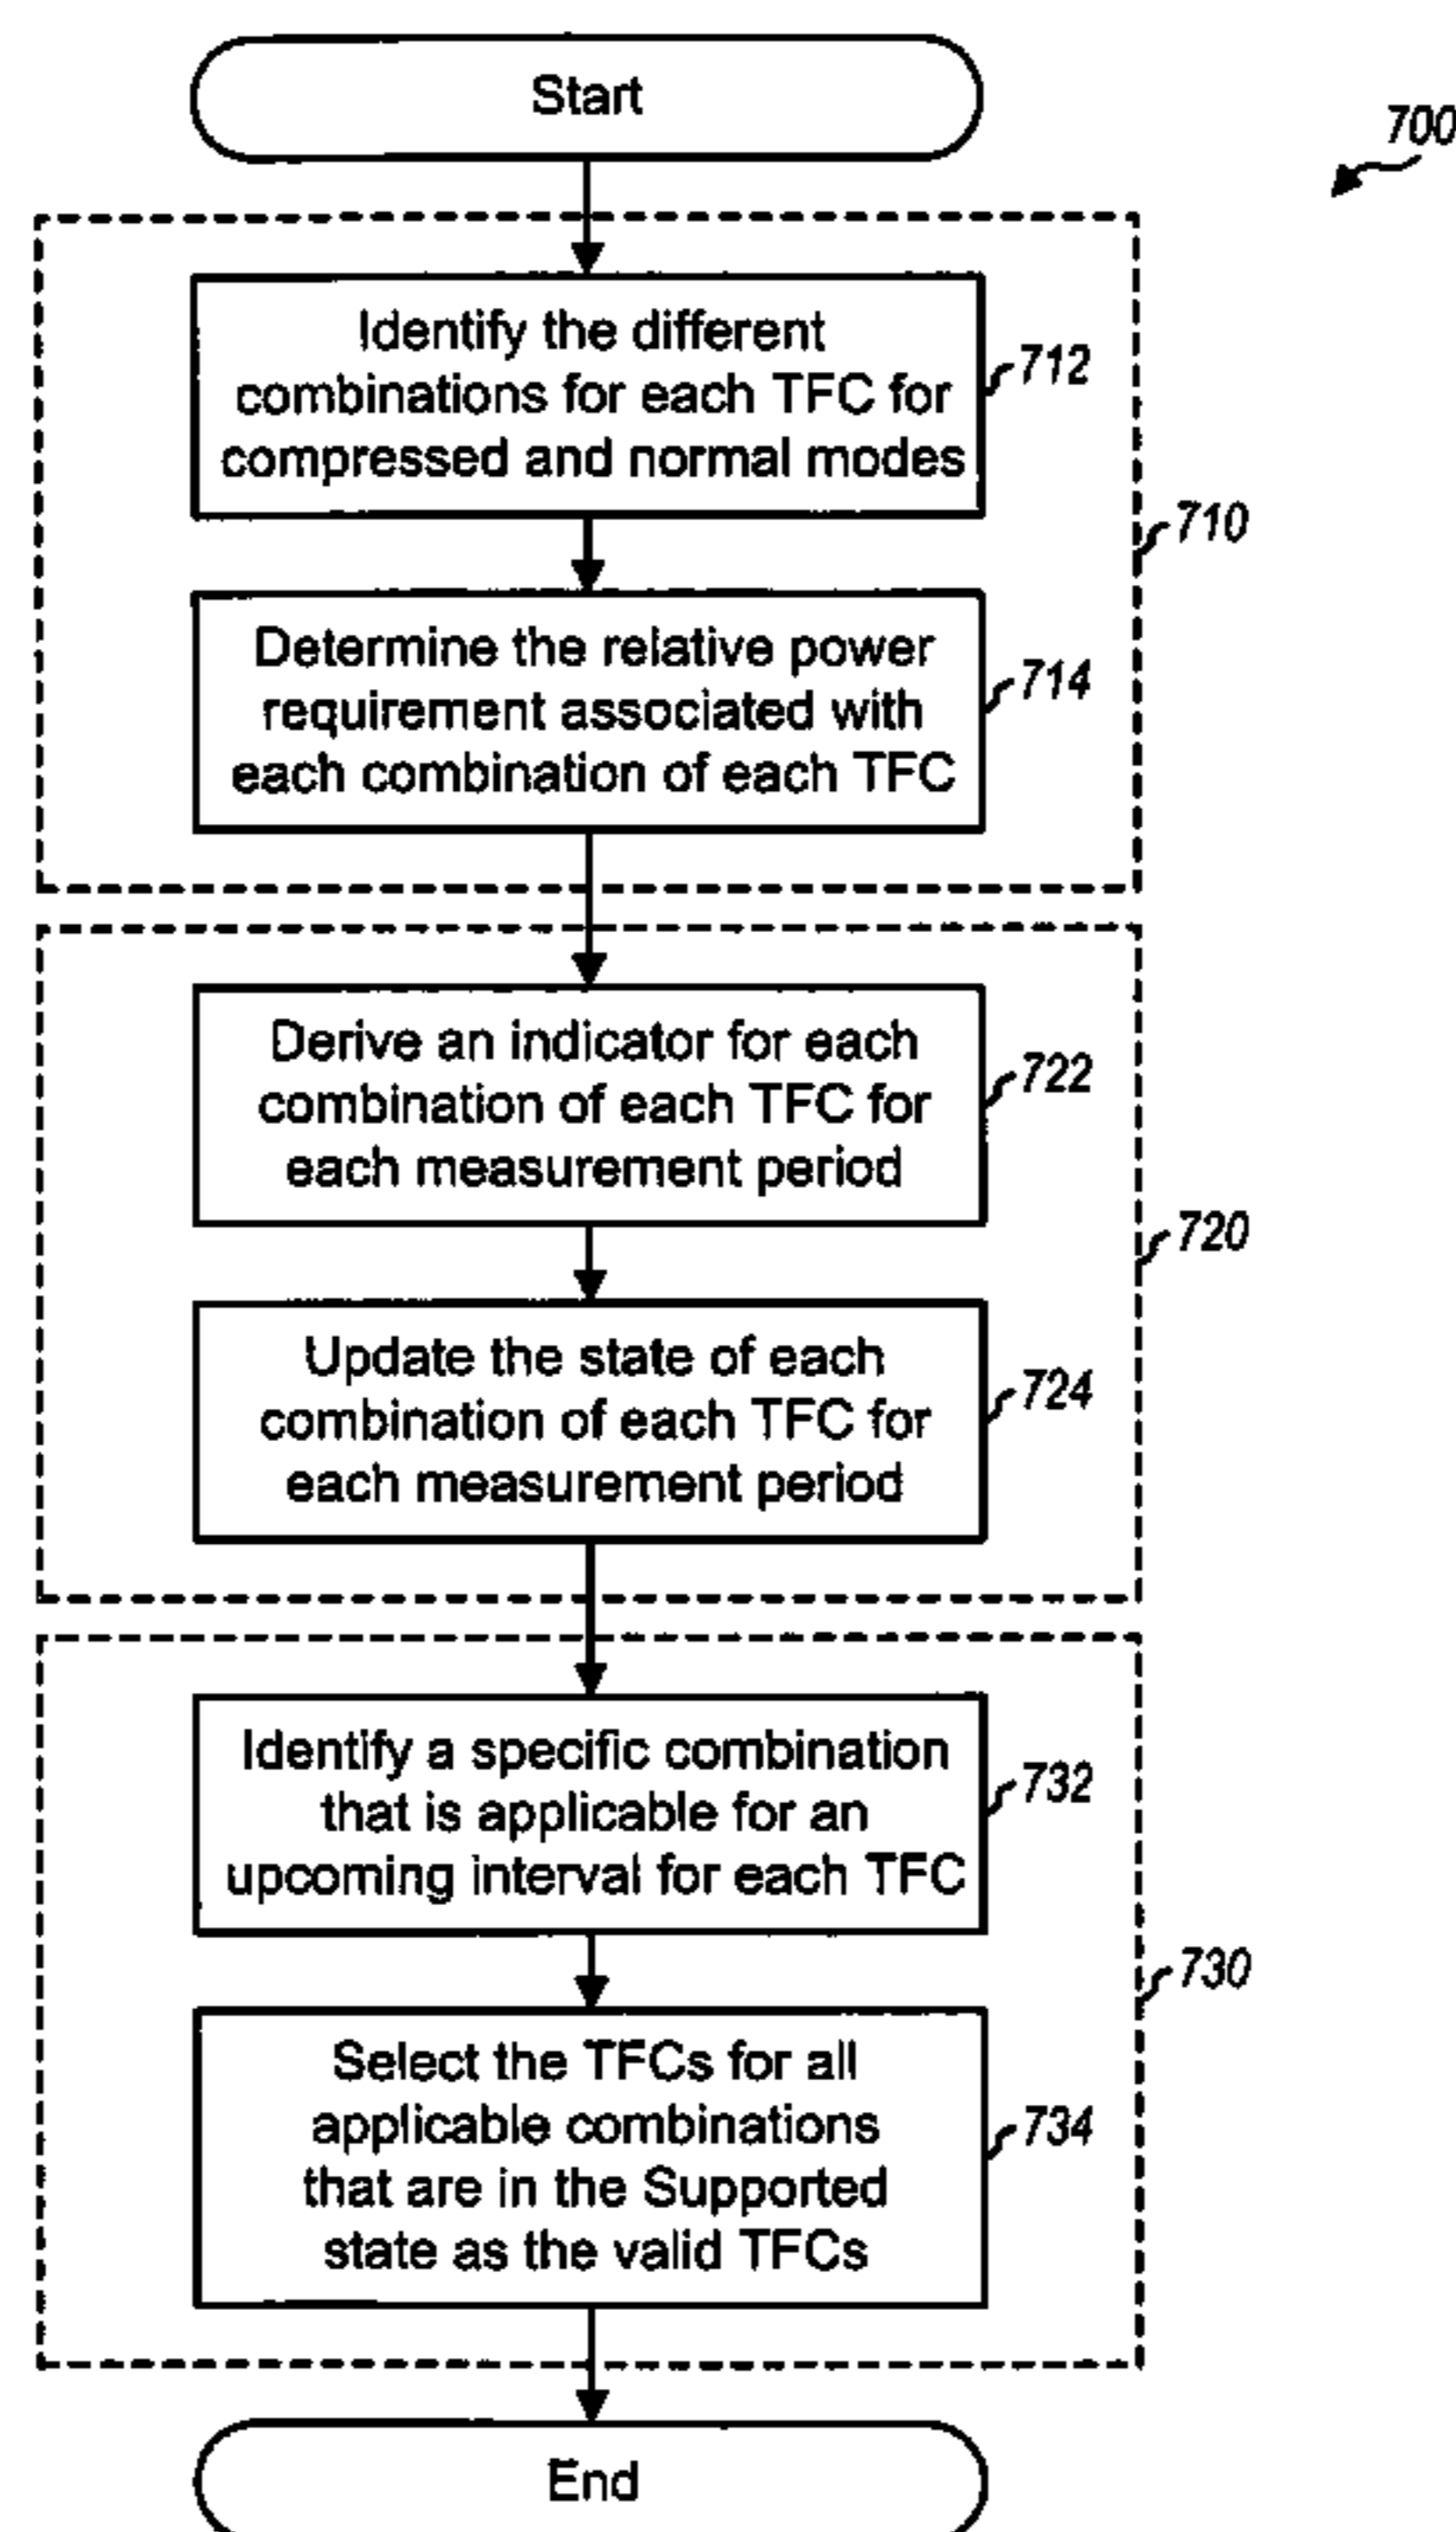 Start
700
Identify the different
combinations for each TFC for
compressed and normal modes
712
710
Determine the relative power
requirement associated with
each combination of each TFC
714
Derive an indicator for each
combination of each TFC for
each measurement period
722
720
Update the state of each
combination of each TFC for
each measurement period
724
Identify a specific combination
that is applicable for an
upcoming interval for each TFC
732
730
Select the TFCs for all
applicable combinations
that are in the Supported
state as the valid TFCs
734
End